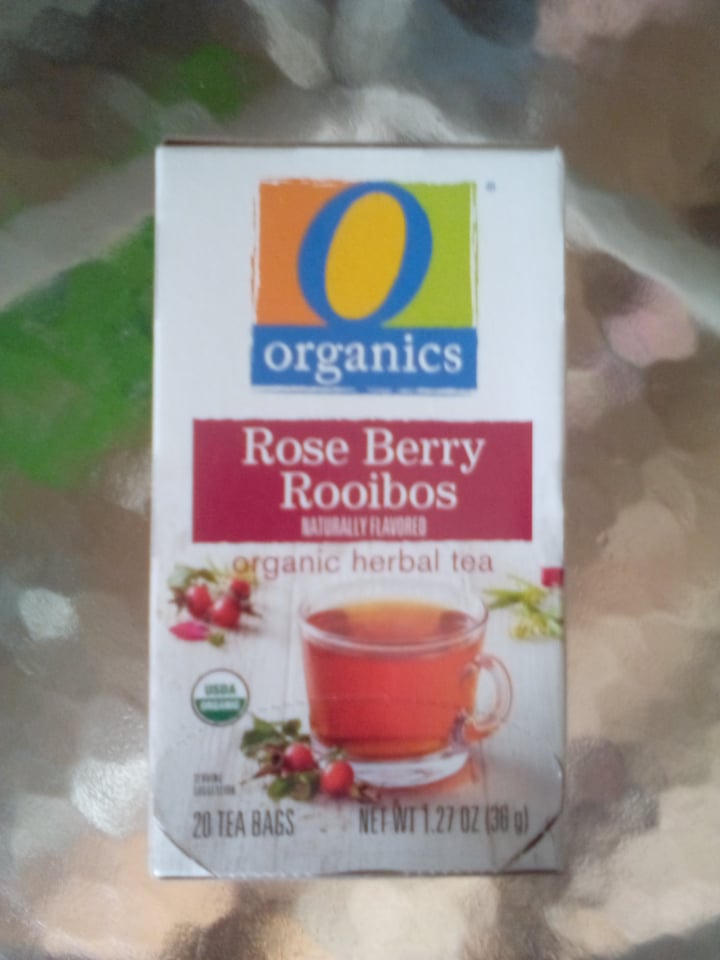 O
organics
®
Rose Berry
Rooibos
NATURALLY FLAVORED
organic herbal tea
USDA
ORGANIC
SERVING
SUGGESTION
20 TEA BAGS
NET WT 1.27 OZ (36 g)